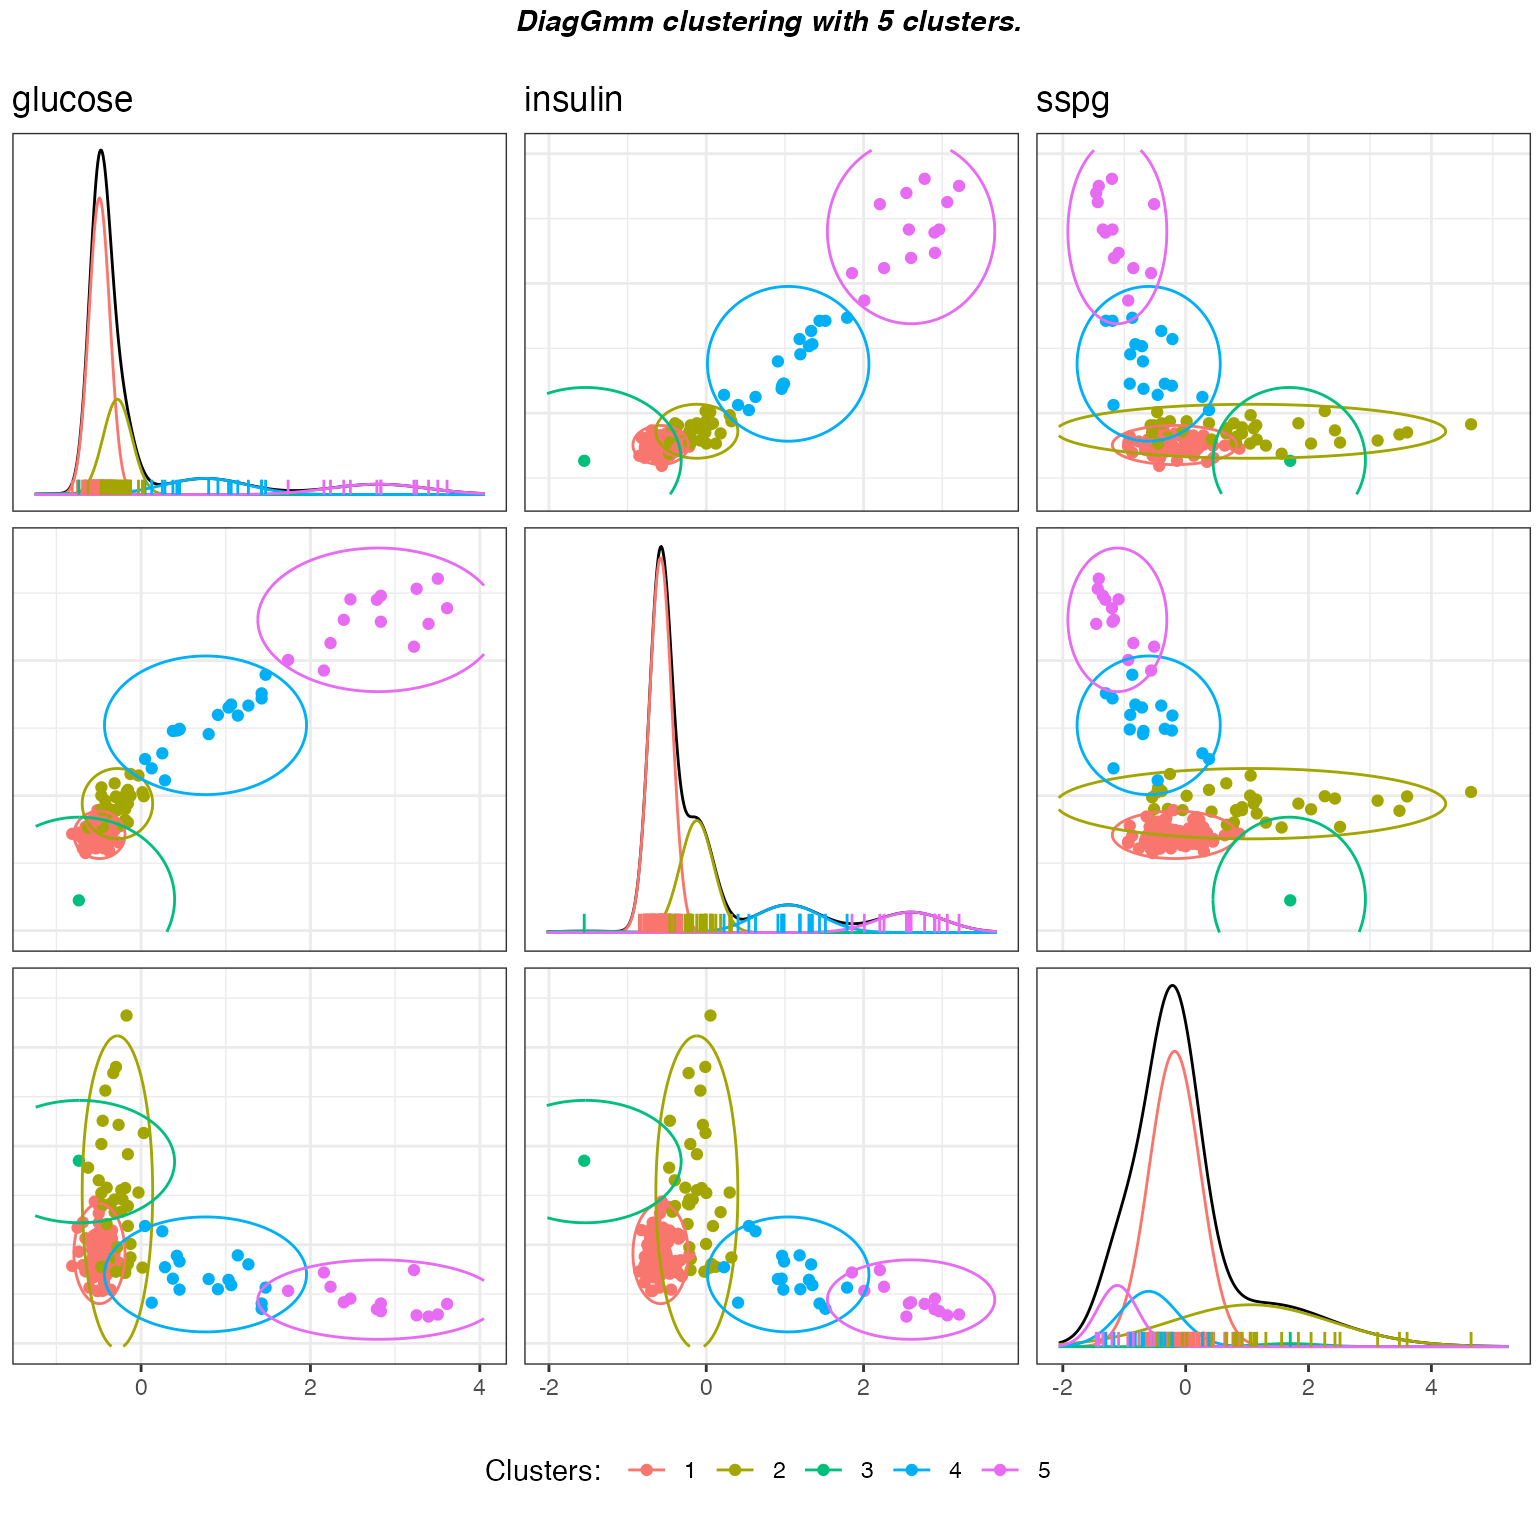 DiagGmm clustering with 5 clusters.
glucose insulin sspg
0 2 4 -2 0 2 -2 0 2 4
Clusters: 1 2 3 4 5